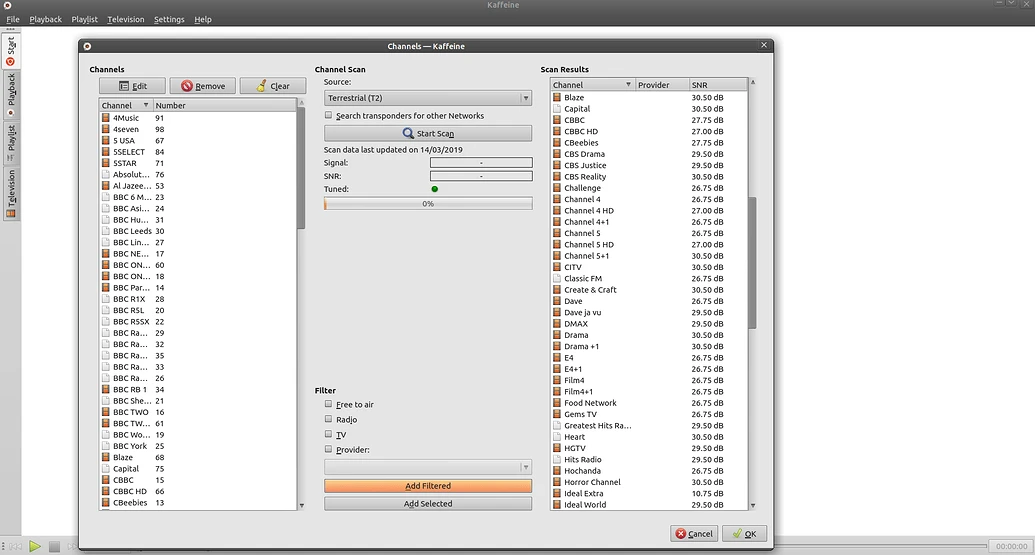 Kaffeine
File Playback Playlist Television Settings Help
Start
Playback
Playlist
Television
Channels — Kaffeine
Channels
Edit Remove Clear
Channel Number
4Music 91
4seven 98
5 USA 67
5SELECT 84
5STAR 71
Absolut... 76
Al Jazee... 53
BBC 6 M... 23
BBC Asi... 24
BBC Hu... 31
BBC Leeds 30
BBC Lin... 27
BBC NE... 17
BBC ON... 60
BBC ON... 18
BBC Par... 14
BBC R1X 28
BBC R5L 20
BBC R5SX 22
BBC Ra... 29
BBC Ra... 32
BBC Ra... 35
BBC Ra... 33
BBC Ra... 26
BBC RB 1 34
BBC She... 21
BBC TWO 16
BBC TW... 61
BBC Wo... 19
BBC York 25
Blaze 68
Capital 75
CBBC 15
CBBC HD 66
CBeebies 13
Channel Scan
Source:
Terrestrial (T2)
Search transponders for other Networks
Start Scan
Scan data last updated on 14/03/2019
Signal: -
SNR: -
Tuned:
0%
Filter
Free to air
Radio
TV
Provider:
Add Filtered
Add Selected
Scan Results
Channel Provider SNR
Blaze 30.50 dB
Capital 30.50 dB
CBBC 27.75 dB
CBBC HD 27.00 dB
CBeebies 27.75 dB
CBS Drama 29.50 dB
CBS Justice 29.50 dB
CBS Reality 30.50 dB
Challenge 26.75 dB
Channel 4 26.75 dB
Channel 4 HD 27.00 dB
Channel 4+1 26.75 dB
Channel 5 26.75 dB
Channel 5 HD 27.00 dB
Channel 5+1 30.50 dB
CITV 30.50 dB
Classic FM 26.75 dB
Create & Craft 30.50 dB
Dave 26.75 dB
Dave ja vu 29.50 dB
DMAX 29.50 dB
Drama 30.50 dB
Drama +1 30.50 dB
E4 26.75 dB
E4+1 26.75 dB
Film4 26.75 dB
Film4+1 29.50 dB
Food Network 26.75 dB
Gems TV 26.75 dB
Greatest Hits Ra... 29.50 dB
Heart 30.50 dB
HGTV 29.50 dB
Hits Radio 29.50 dB
Hochanda 26.75 dB
Horror Channel 30.50 dB
Ideal Extra 10.75 dB
Ideal World 29.50 dB
Cancel OK
00:00:00